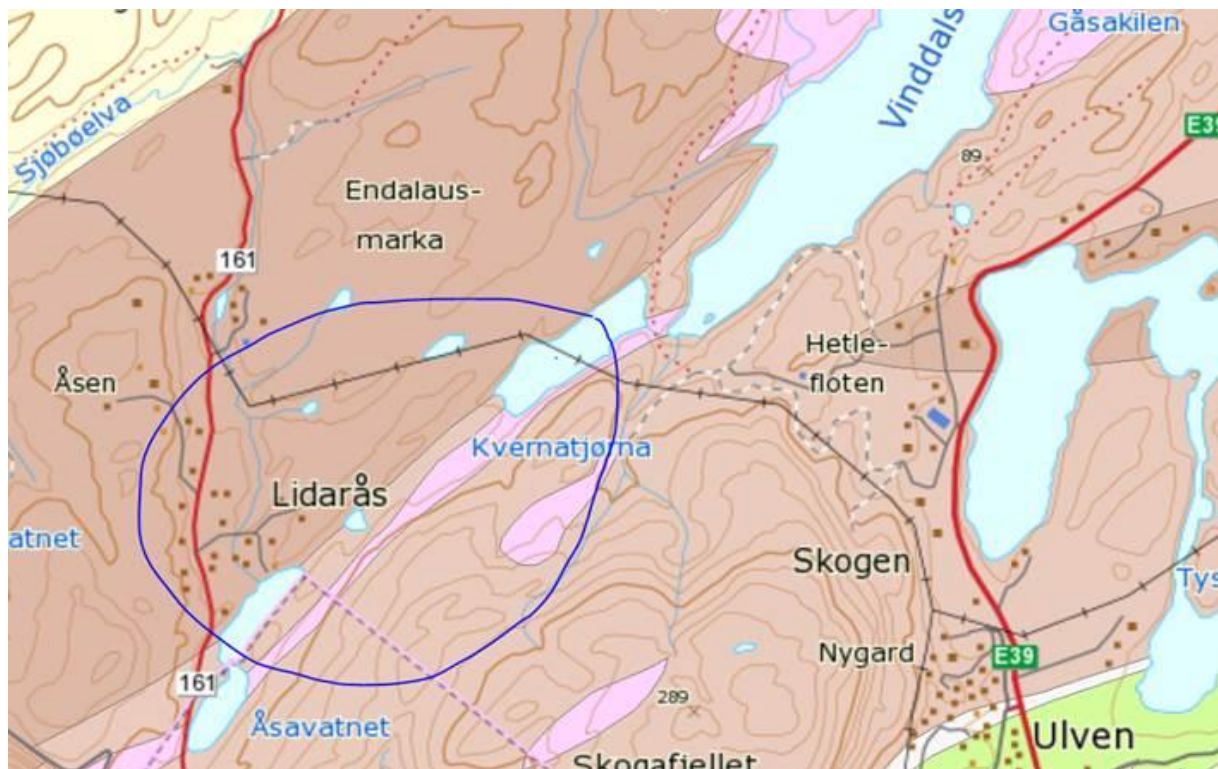 Gåsakilen
Vinddals
E39
Sjøbøelva
89
Endalaus-
marka
161
Hetle-
floten
Åsen
Kvernatjørna
Lidarås
atnet
Skogen
Tys
Nygard
E39
161
289
Åsavatnet
Ulven
Skogafjellet